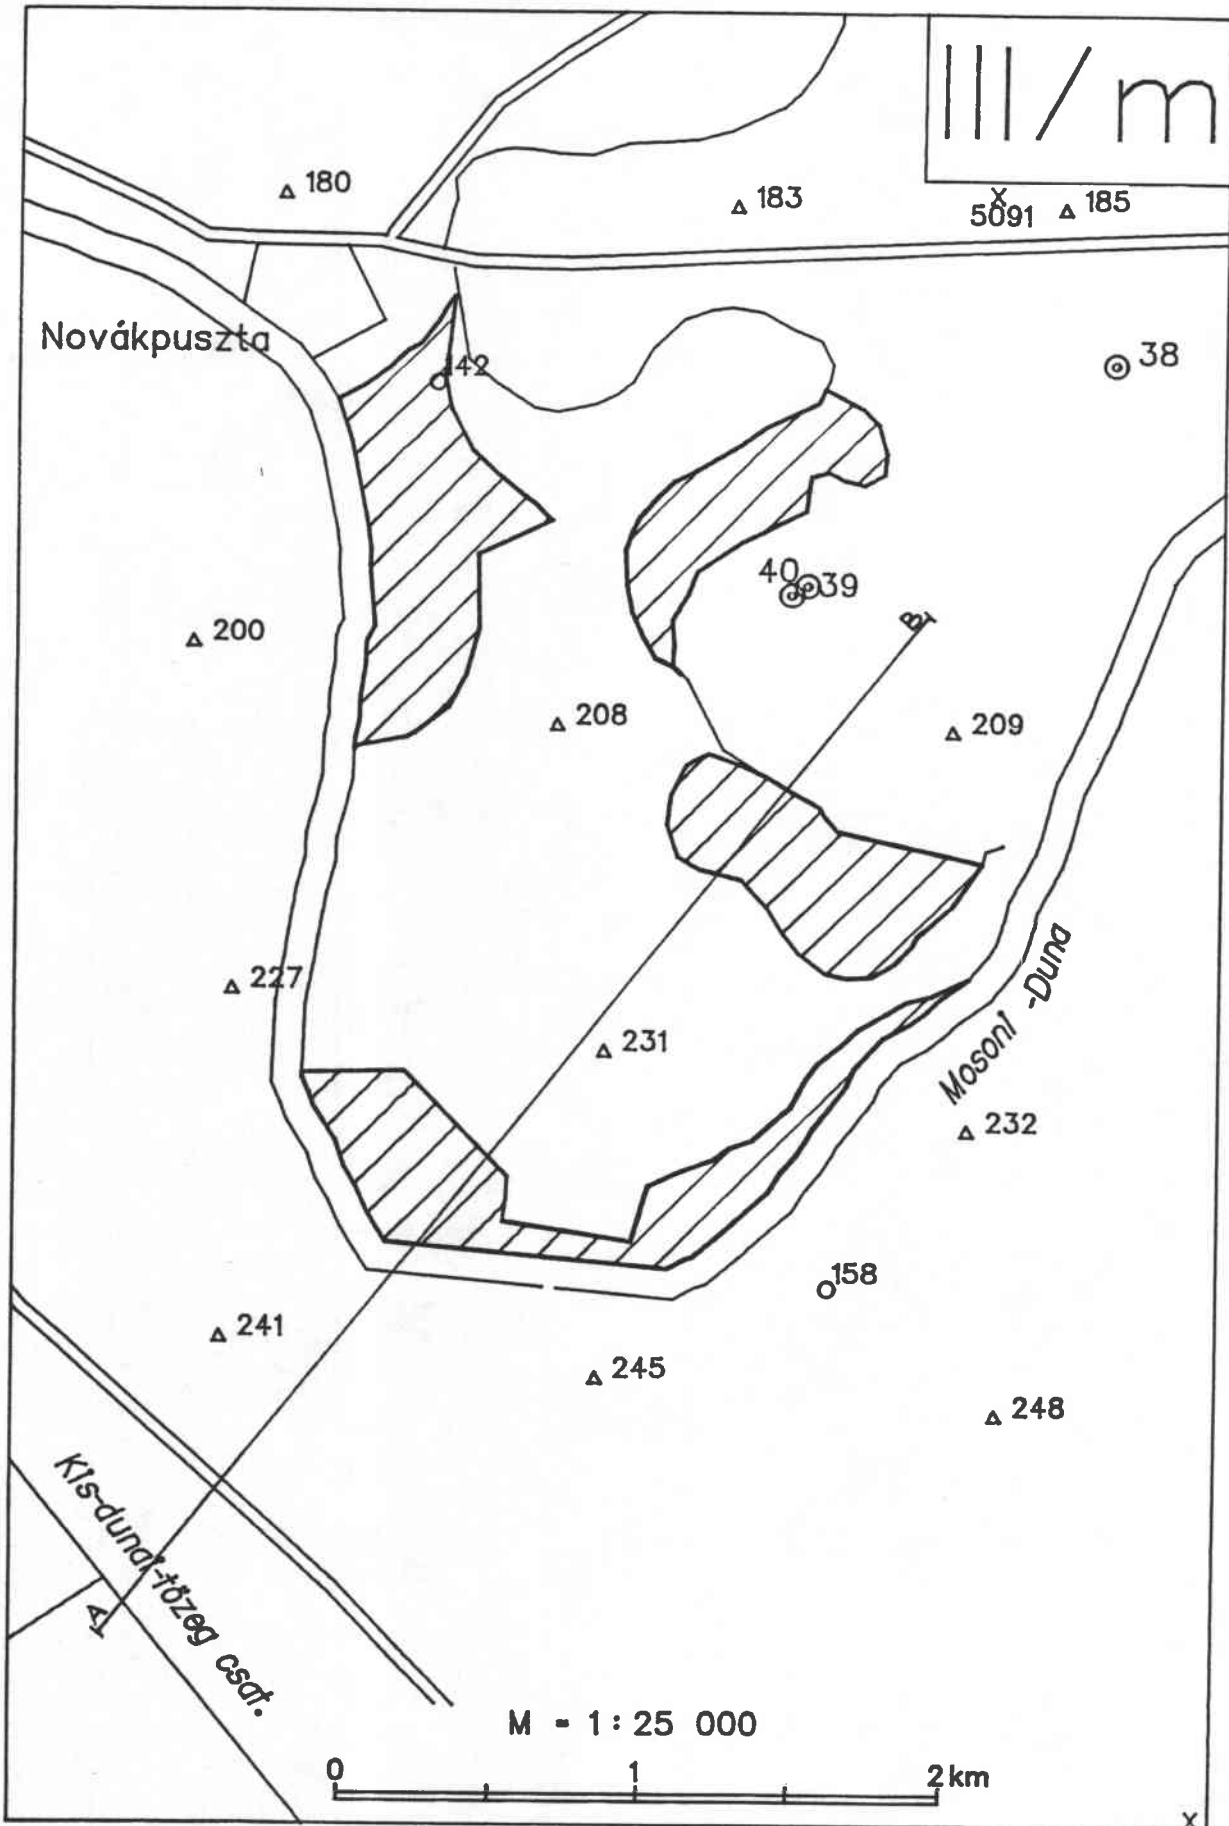 III/m
180
183
5091
185
Novákpuszta
142
38
40
39
B
200
208
209
227
Mosoni-Duna
231
232
158
241
245
248
Kis-dunai-tőzeg csat.
A
M = 1:25 000
0 1 2 km